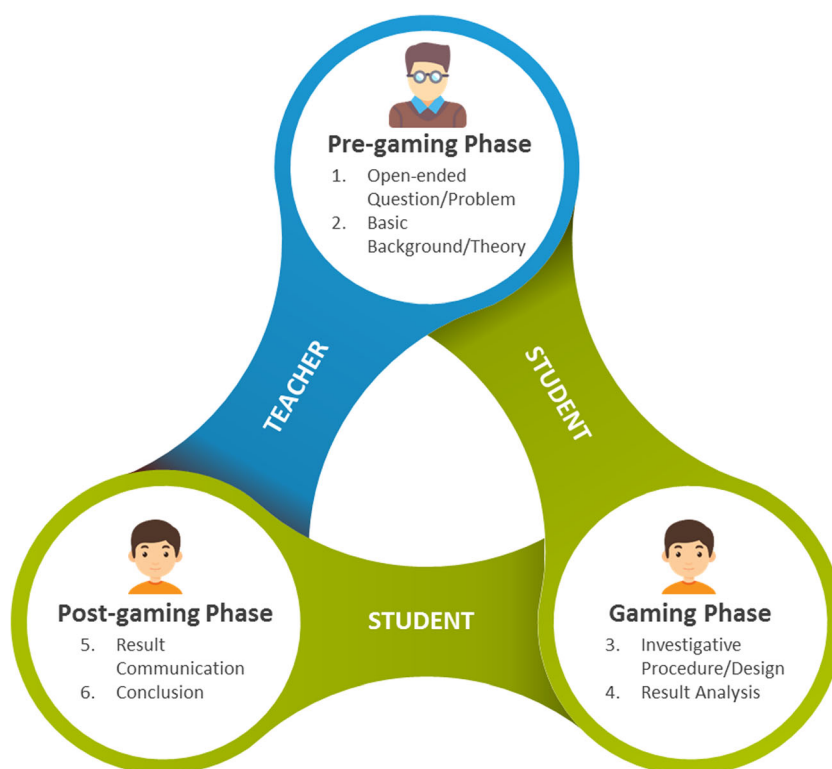 Pre-gaming Phase
1. Open-ended
Question/Problem
2. Basic
Background/Theory
TEACHER
STUDENT
Post-gaming Phase
5. Result
Communication
6. Conclusion
STUDENT
Gaming Phase
3. Investigative
Procedure/Design
4. Result Analysis